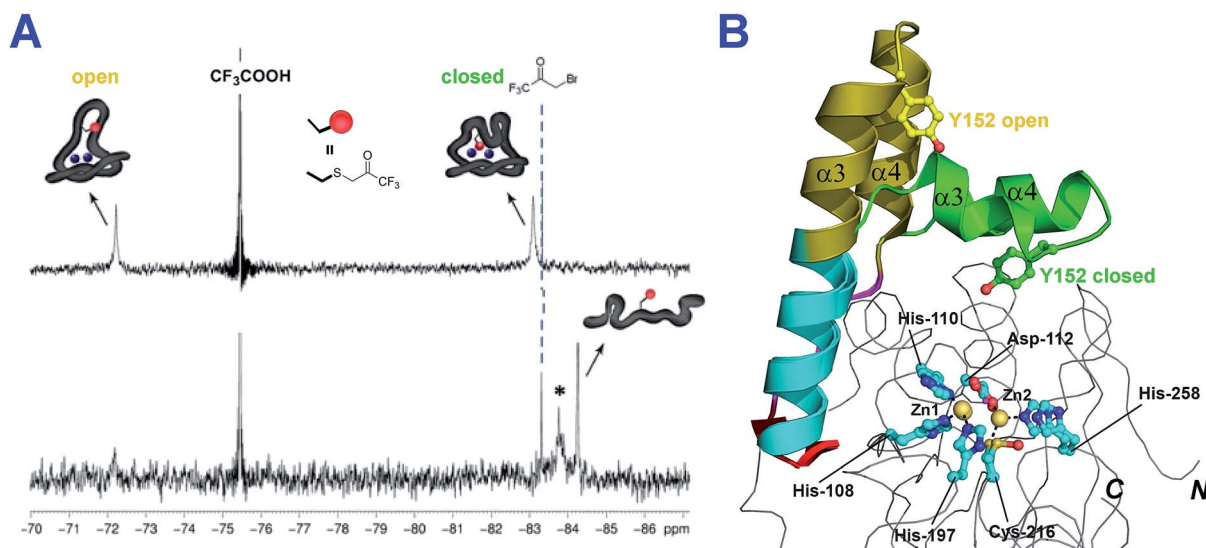 A
open
CF₃COOH
closed
O
F₃C
Br
II
S
O
CF₃
*
-70 -71 -72 -73 -74 -75 -76 -77 -78 -79 -80 -81 -82 -83 -84 -85 -86 ppm
B
Y152 open
α3
α4
α3
α4
Y152 closed
His-110
Asp-112
Zn1
Zn2
His-258
His-108
His-197
Cys-216
C
N